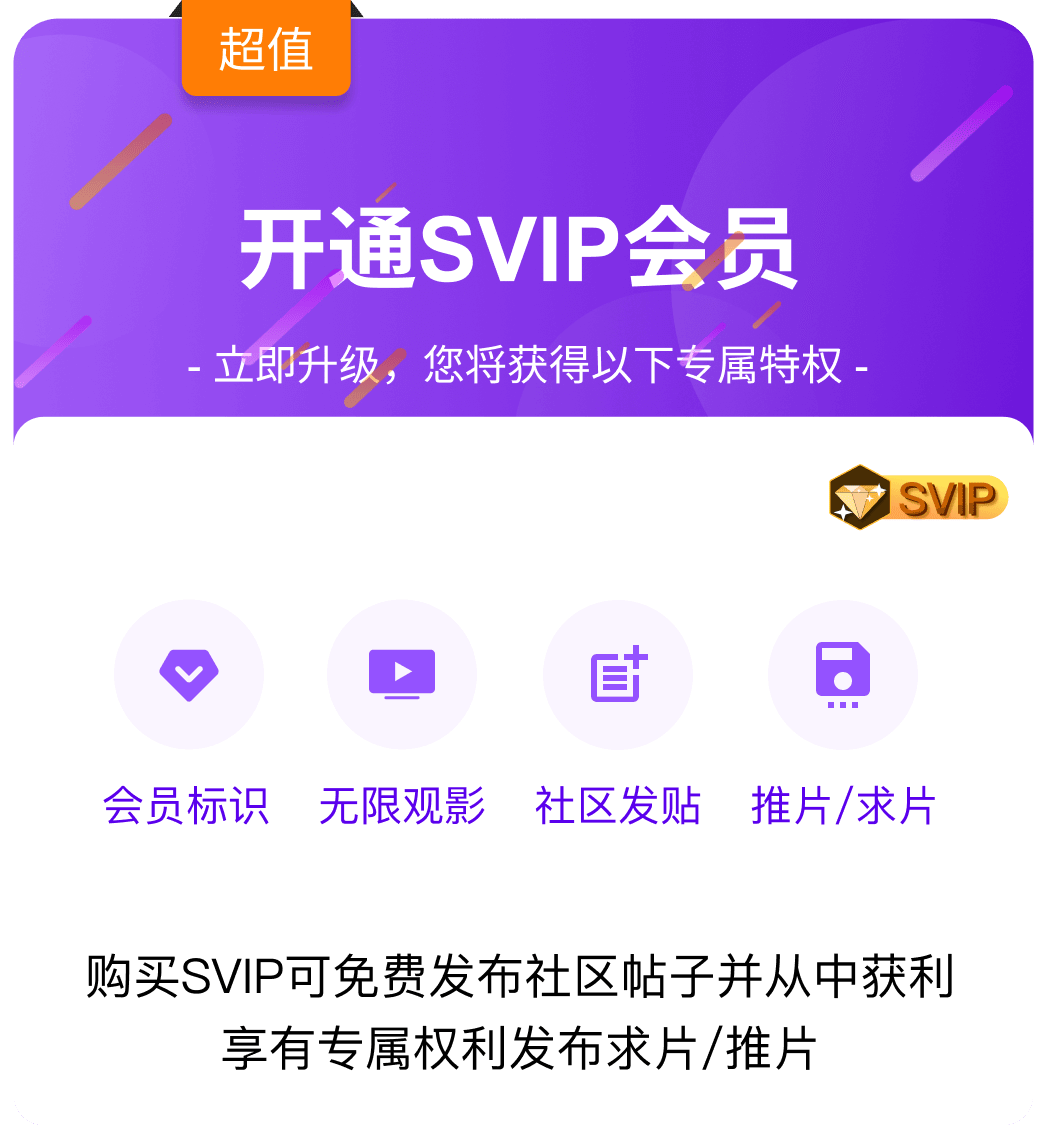 超值
开通SVIP会员
- 立即升级，您将获得以下专属特权 -
SVIP
会员标识 无限观影 社区发贴 推片/求片
购买SVIP可免费发布社区帖子并从中获利
享有专属权利发布求片/推片